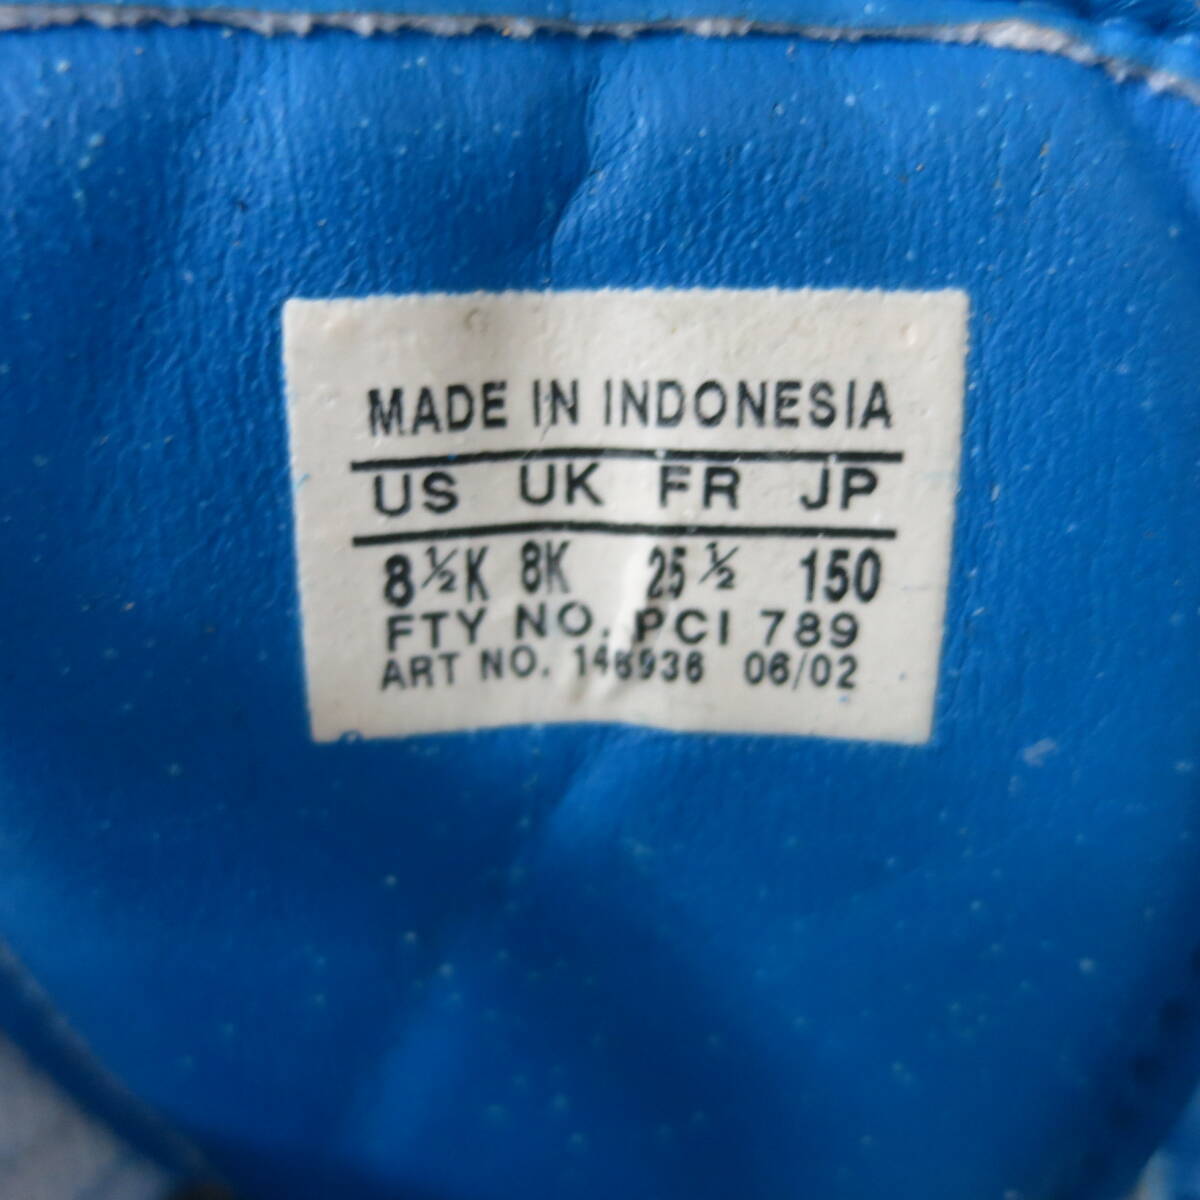 MADE IN INDONESIA
US UK FR JP
8½K 8K 25½ 150
FTY NO. PCI 789
ART NO. 146936 06/02